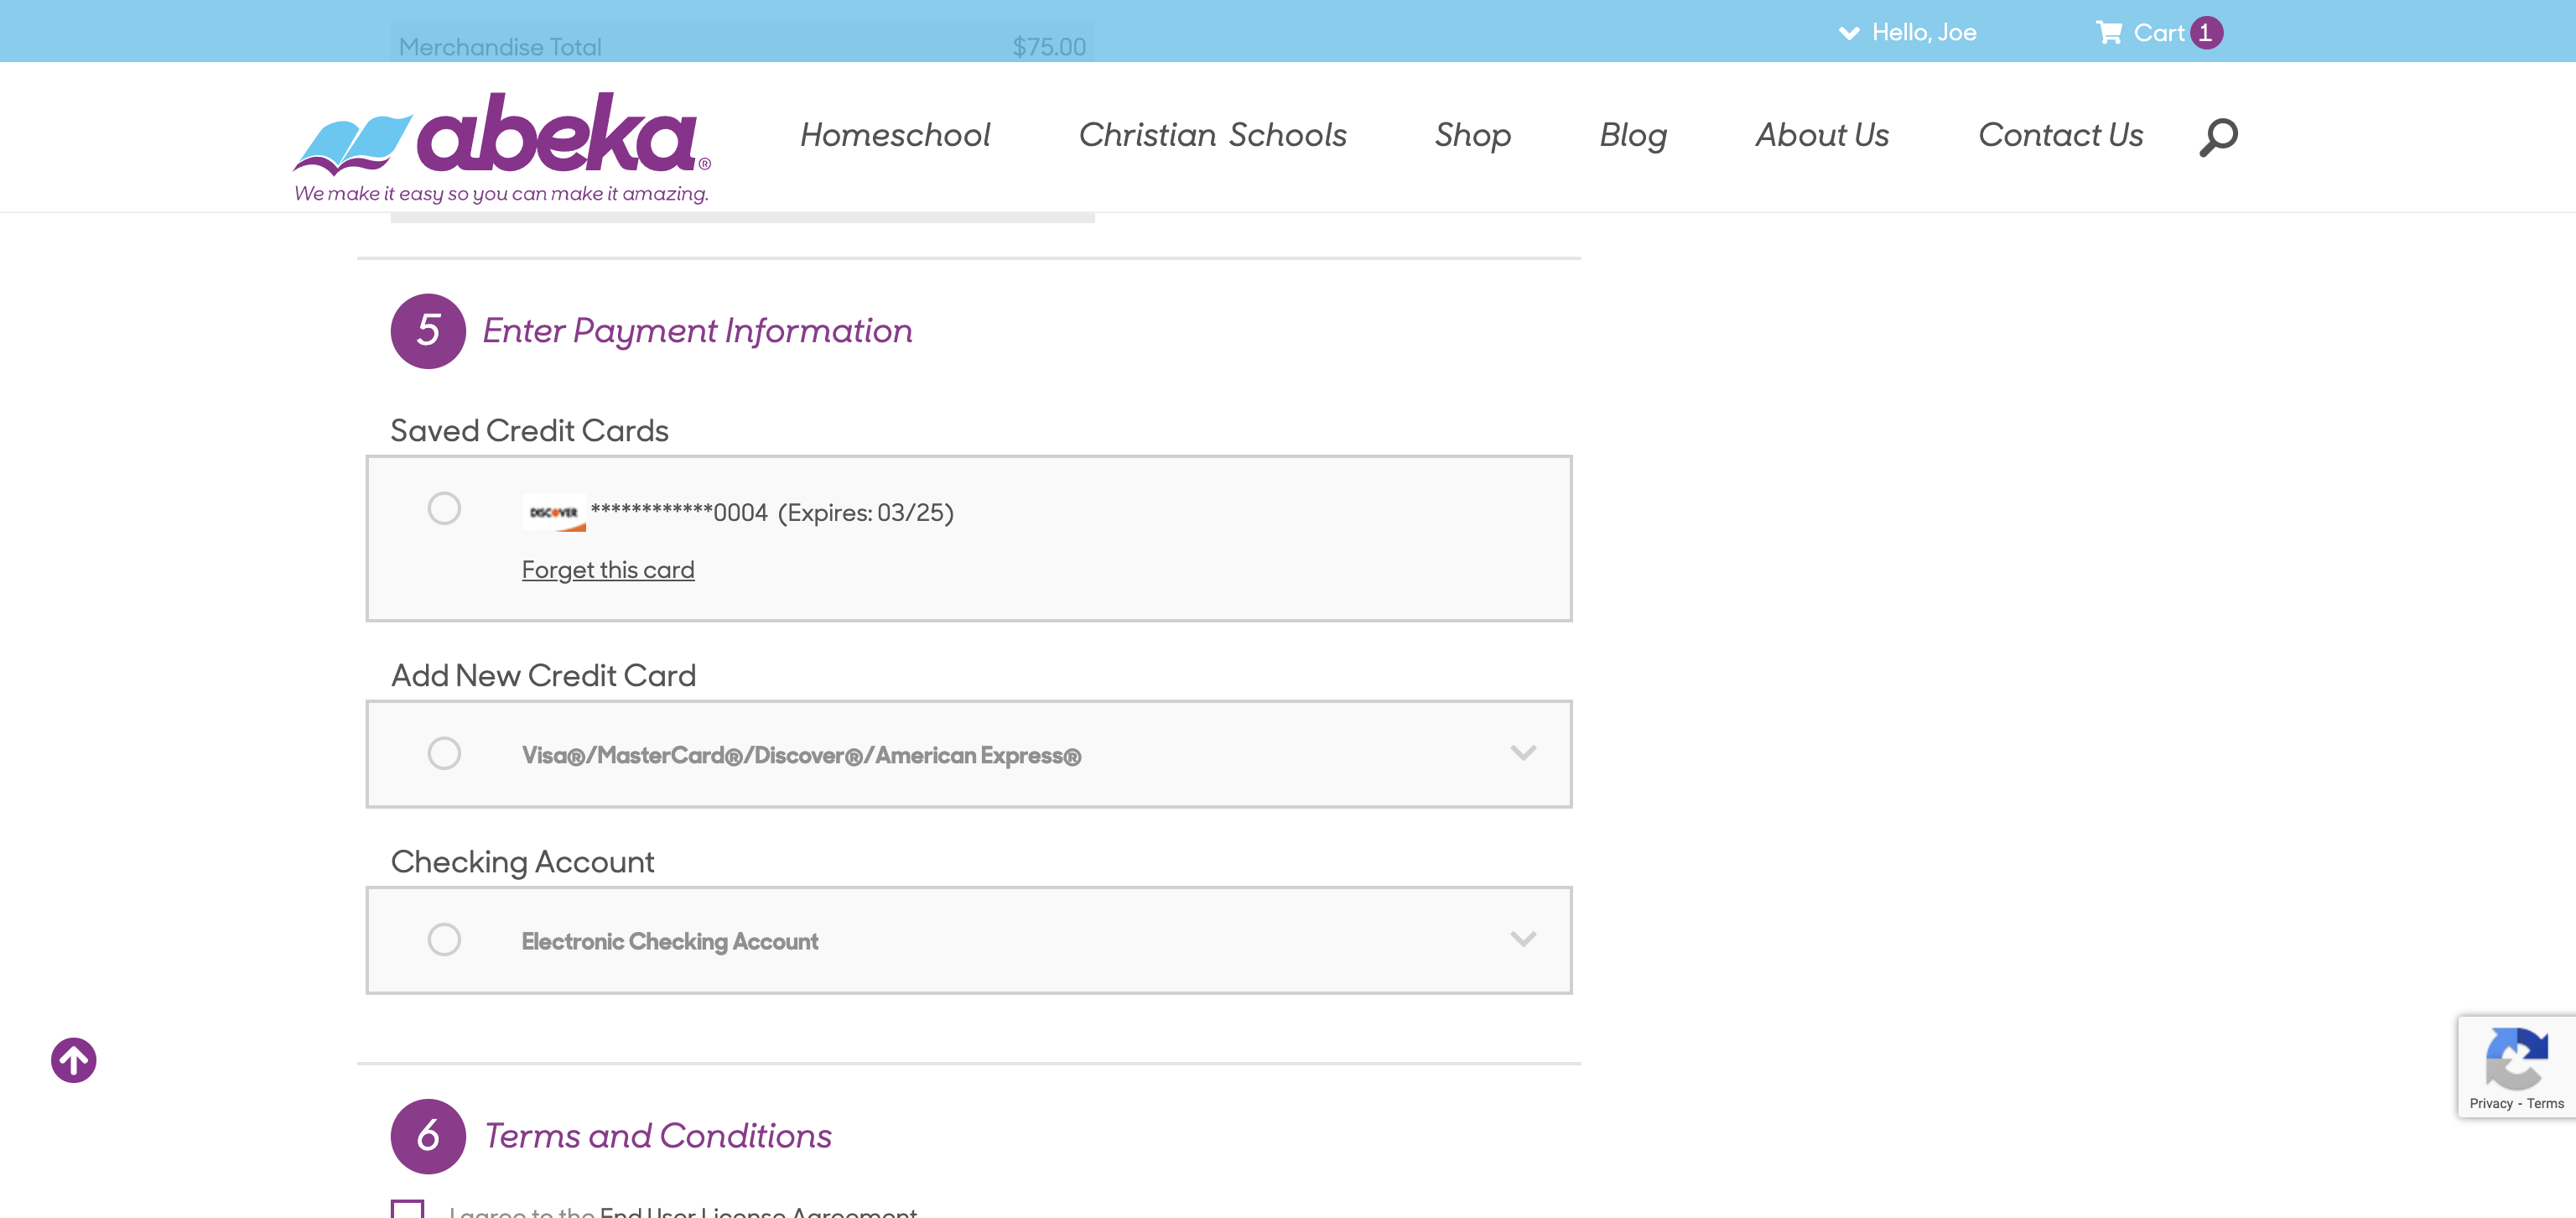 Merchandise Total $75.00
Hello, Joe
Cart 1
abeka®
We make it easy so you can make it amazing.
Homeschool
Christian Schools
Shop
Blog
About Us
Contact Us
5 Enter Payment Information
Saved Credit Cards
DISCOVER ************0004 (Expires: 03/25)
Forget this card
Add New Credit Card
Visa®/MasterCard®/Discover®/American Express®
Checking Account
Electronic Checking Account
Privacy - Terms
6 Terms and Conditions
I agree to the End User License Agreement